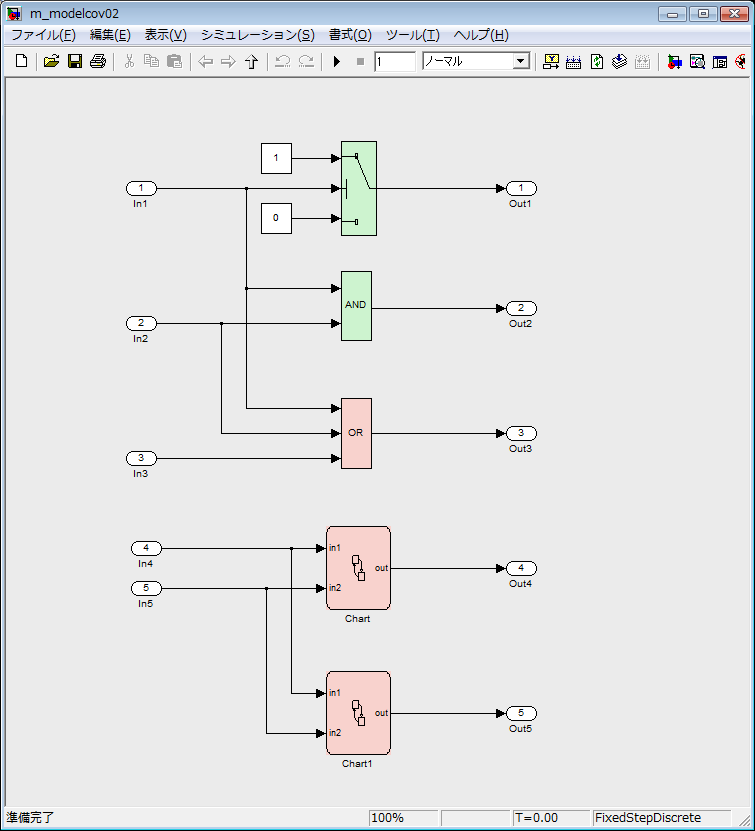 m_modelcov02
ファイル(F) 編集(E) 表示(V) シミュレーション(S) 書式(O) ツール(T) ヘルプ(H)
1 ノーマル
1
1
In1
0
1
Out1
AND
2
In2
2
Out2
OR
3
In3
3
Out3
4
In4
5
In5
in1
in2
out
Chart
4
Out4
in1
in2
out
Chart1
5
Out5
準備完了 100% T=0.00 FixedStepDiscrete